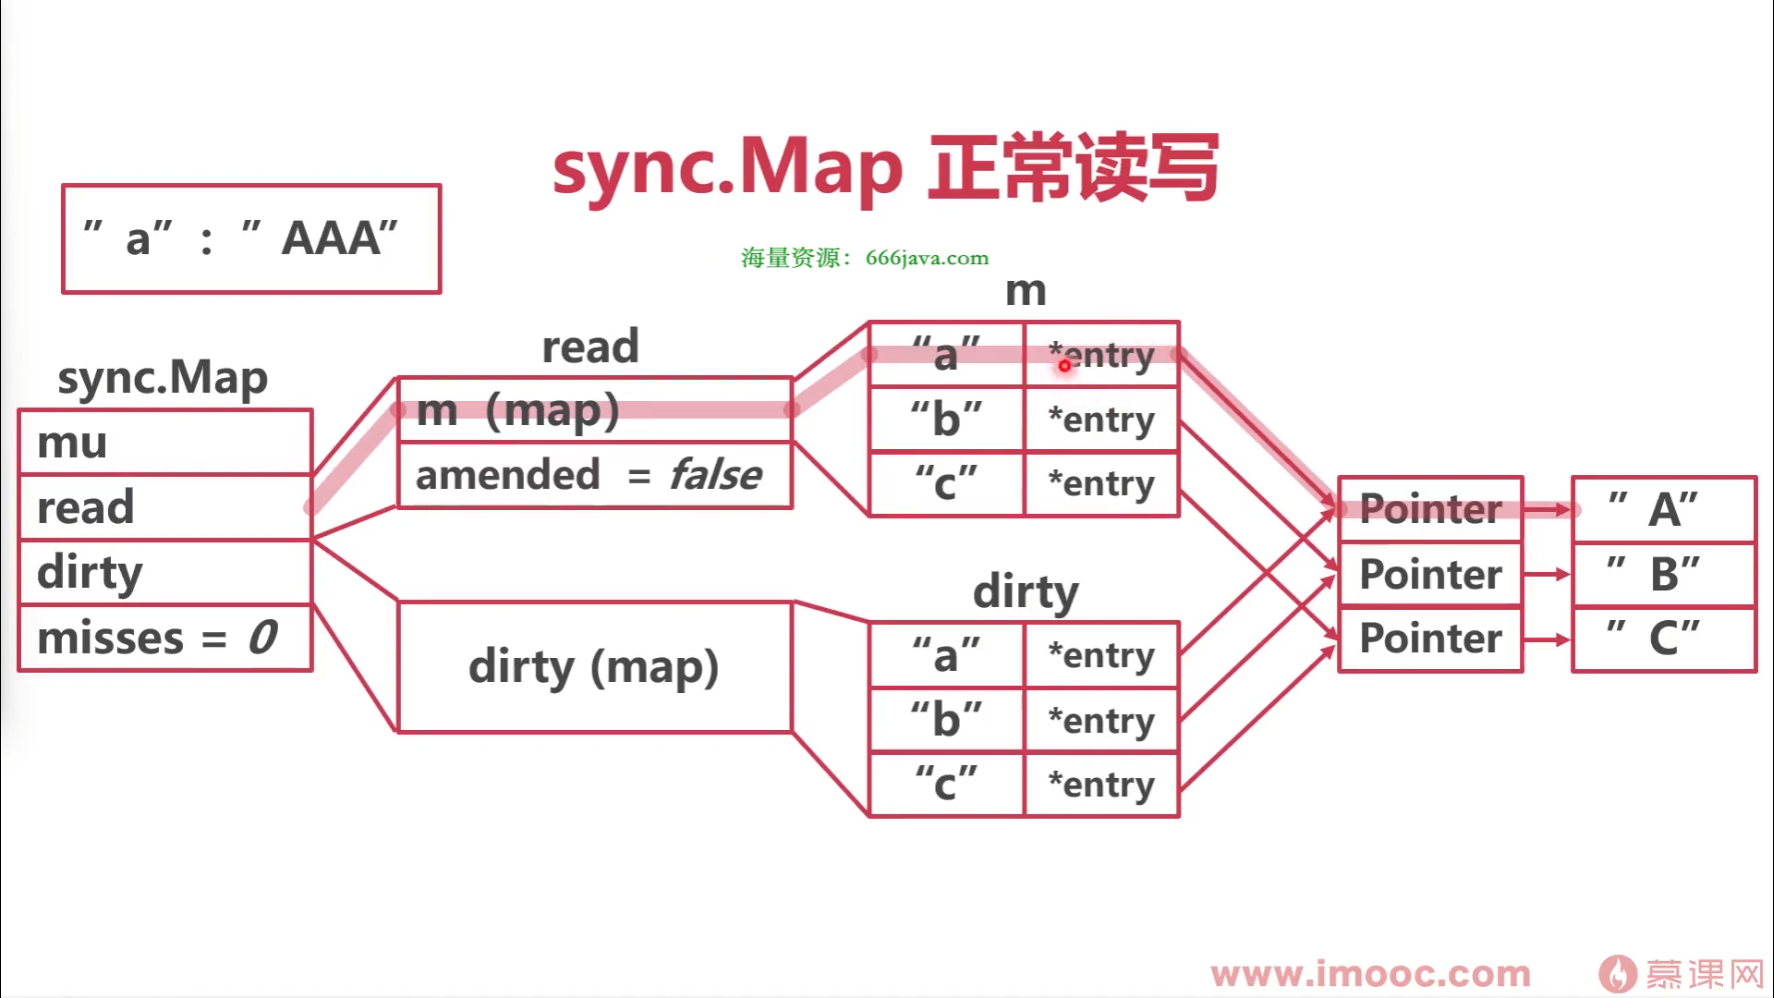 sync.Map 正常读写
” a” : ” AAA”
海量资源：666java.com
m
read
sync.Map
“a” *entry
m (map)
“b” *entry
mu
amended = false
“c” *entry
read
Pointer ” A”
dirty
Pointer ” B”
dirty
misses = 0
Pointer ” C”
dirty (map)
“a” *entry
“b” *entry
“c” *entry
www.imooc.com 慕课网